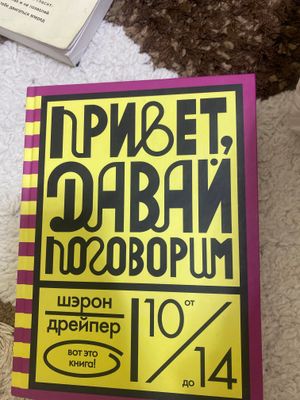 ПРИВЕТ,
ДАВАЙ
ПОГОВОРИМ
ШЭРОН
ДРЕЙПЕР
ВОТ ЭТО
КНИГА!
ОТ
10/14
ДО